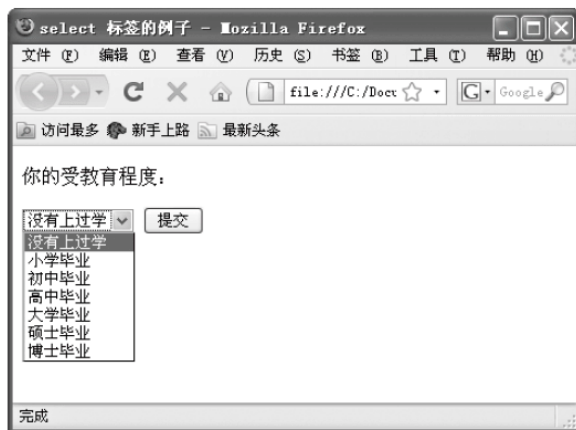 select 标签的例子 - Mozilla Firefox
文件 (F) 编辑 (E) 查看 (V) 历史 (S) 书签 (B) 工具 (T) 帮助 (H)
file:///C:/Docu G Google
访问最多 新手上路 最新头条
你的受教育程度：
没有上过学 提交
没有上过学
小学毕业
初中毕业
高中毕业
大学毕业
硕士毕业
博士毕业
完成